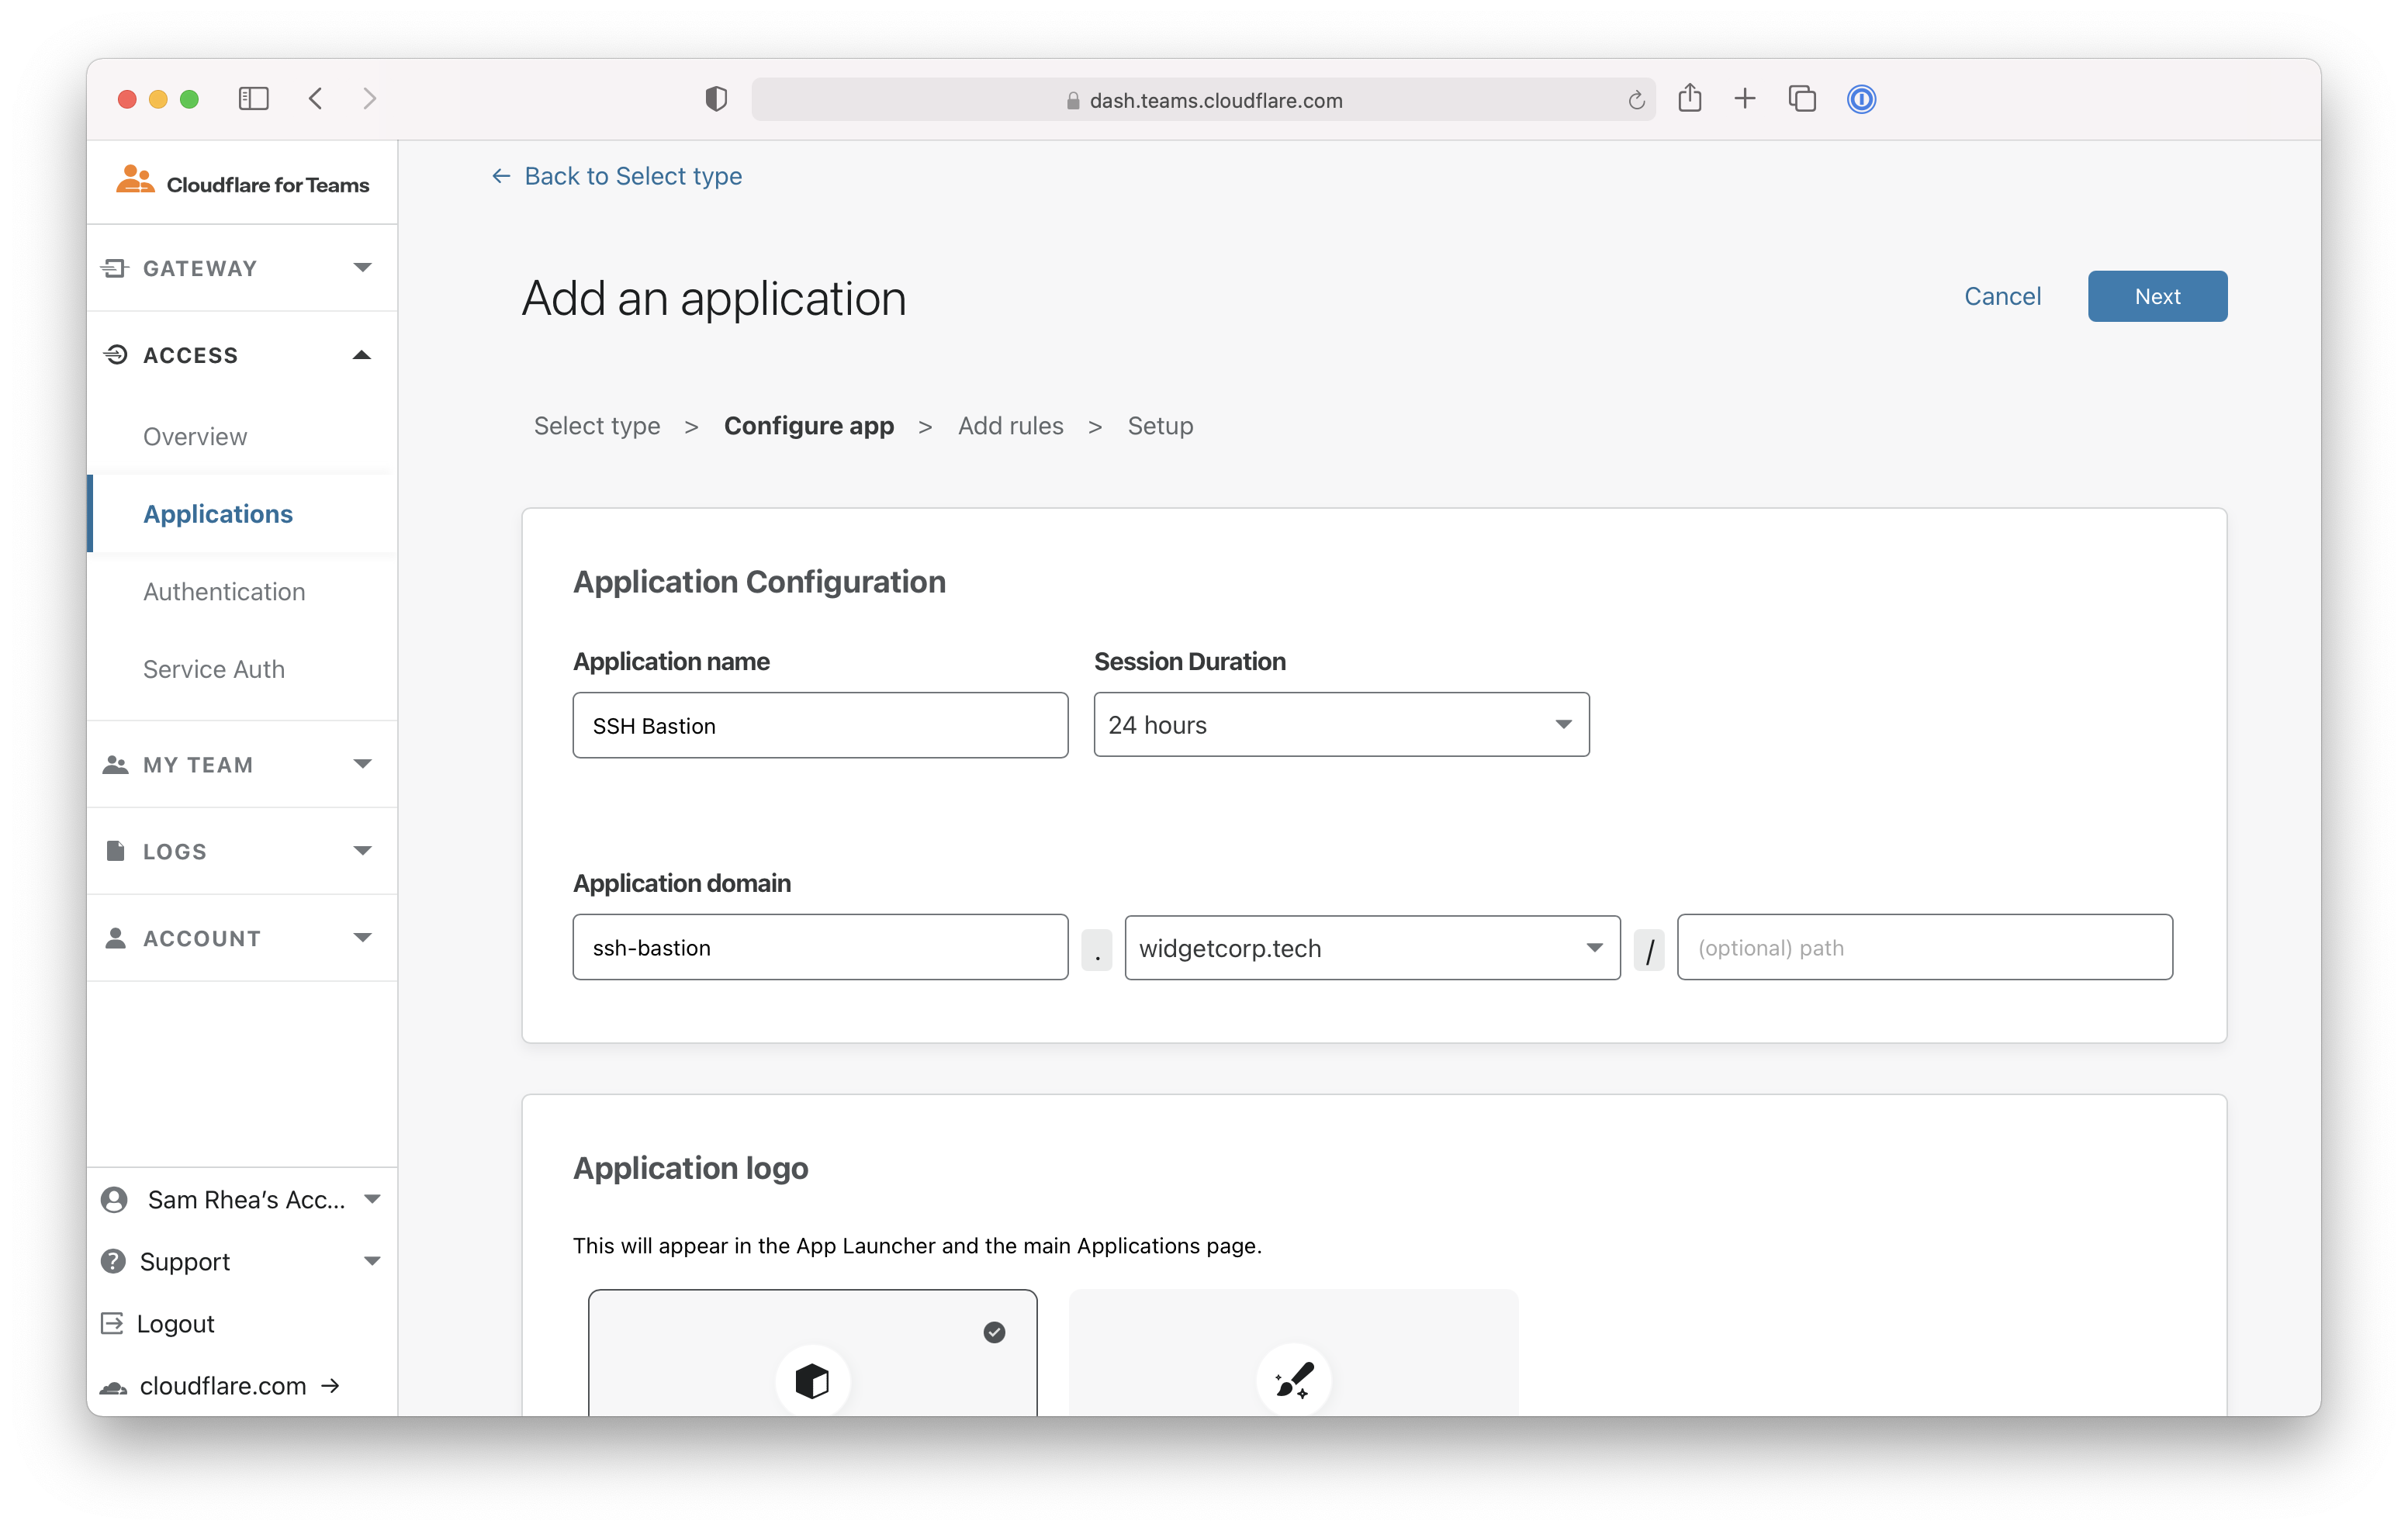 dash.teams.cloudflare.com
Cloudflare for Teams
GATEWAY
ACCESS
Overview
Applications
Authentication
Service Auth
MY TEAM
LOGS
ACCOUNT
Sam Rhea's Acc...
Support
Logout
cloudflare.com →
← Back to Select type
Add an application
Cancel
Next
Select type > Configure app > Add rules > Setup
Application Configuration
Application name
Session Duration
SSH Bastion
24 hours
Application domain
ssh-bastion . widgetcorp.tech / (optional) path
Application logo
This will appear in the App Launcher and the main Applications page.